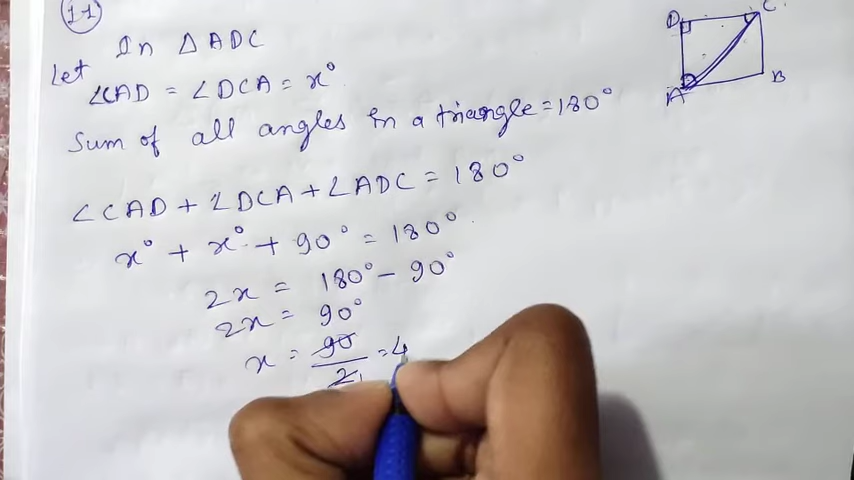 11
In △ADC
Let
∠CAD = ∠DCA = x°
Sum of all angles in a triangle = 180°
∠CAD + ∠DCA + ∠ADC = 180°
x° + x° + 90° = 180°
2x = 180° - 90°
2x = 90°
x = 90/2 = 4
1
D C
A B